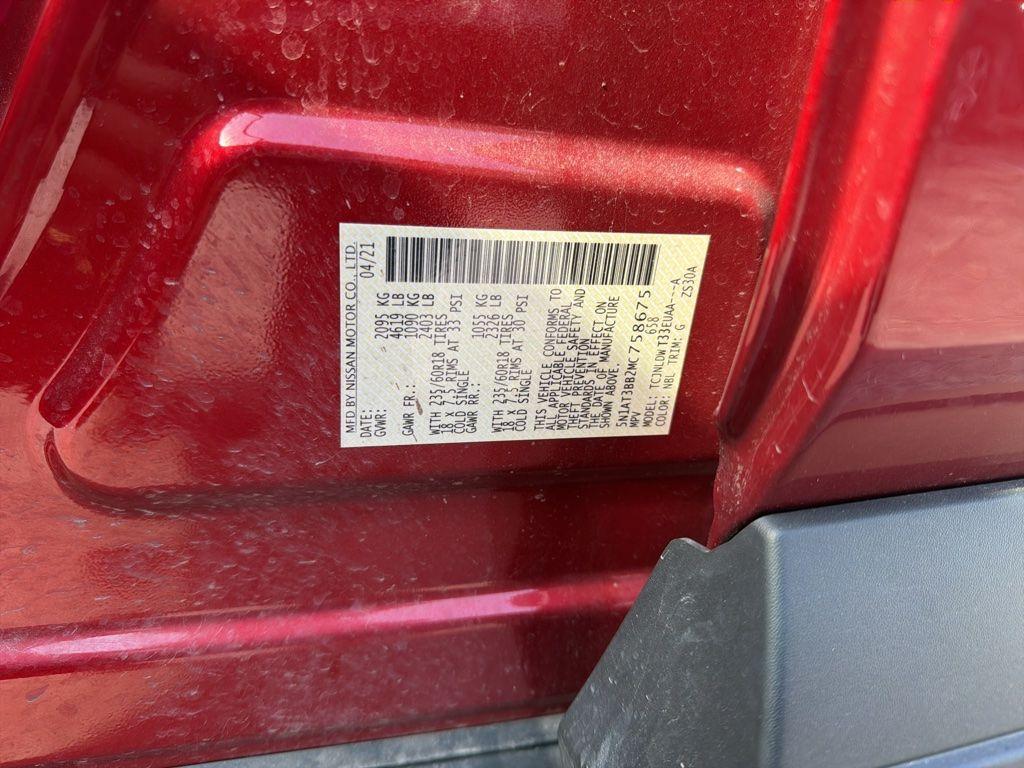 MFD BY NISSAN MOTOR CO., LTD.
DATE: 04/21
GVWR: 2095 KG
4619 LB
GAWR FR.: 1090 KG
2403 LB
WITH 235/60R18 TIRES
18 X 7.5 RIMS AT 33 PSI
COLD SINGLE
GAWR RR.: 1055 KG
2326 LB
WITH 235/60R18 TIRES
18 X 7.5 RIMS AT 30 PSI
COLD SINGLE
THIS VEHICLE CONFORMS TO
ALL APPLICABLE FEDERAL
MOTOR VEHICLE SAFETY AND
THEFT PREVENTION
STANDARDS IN EFFECT ON
THE DATE OF MANUFACTURE
SHOWN ABOVE.
5N1AT3BB2MC758675
MPV 658
MODEL: TCJNLDWT33EUAA---A
COLOR: NBL TRIM: G ZS30A